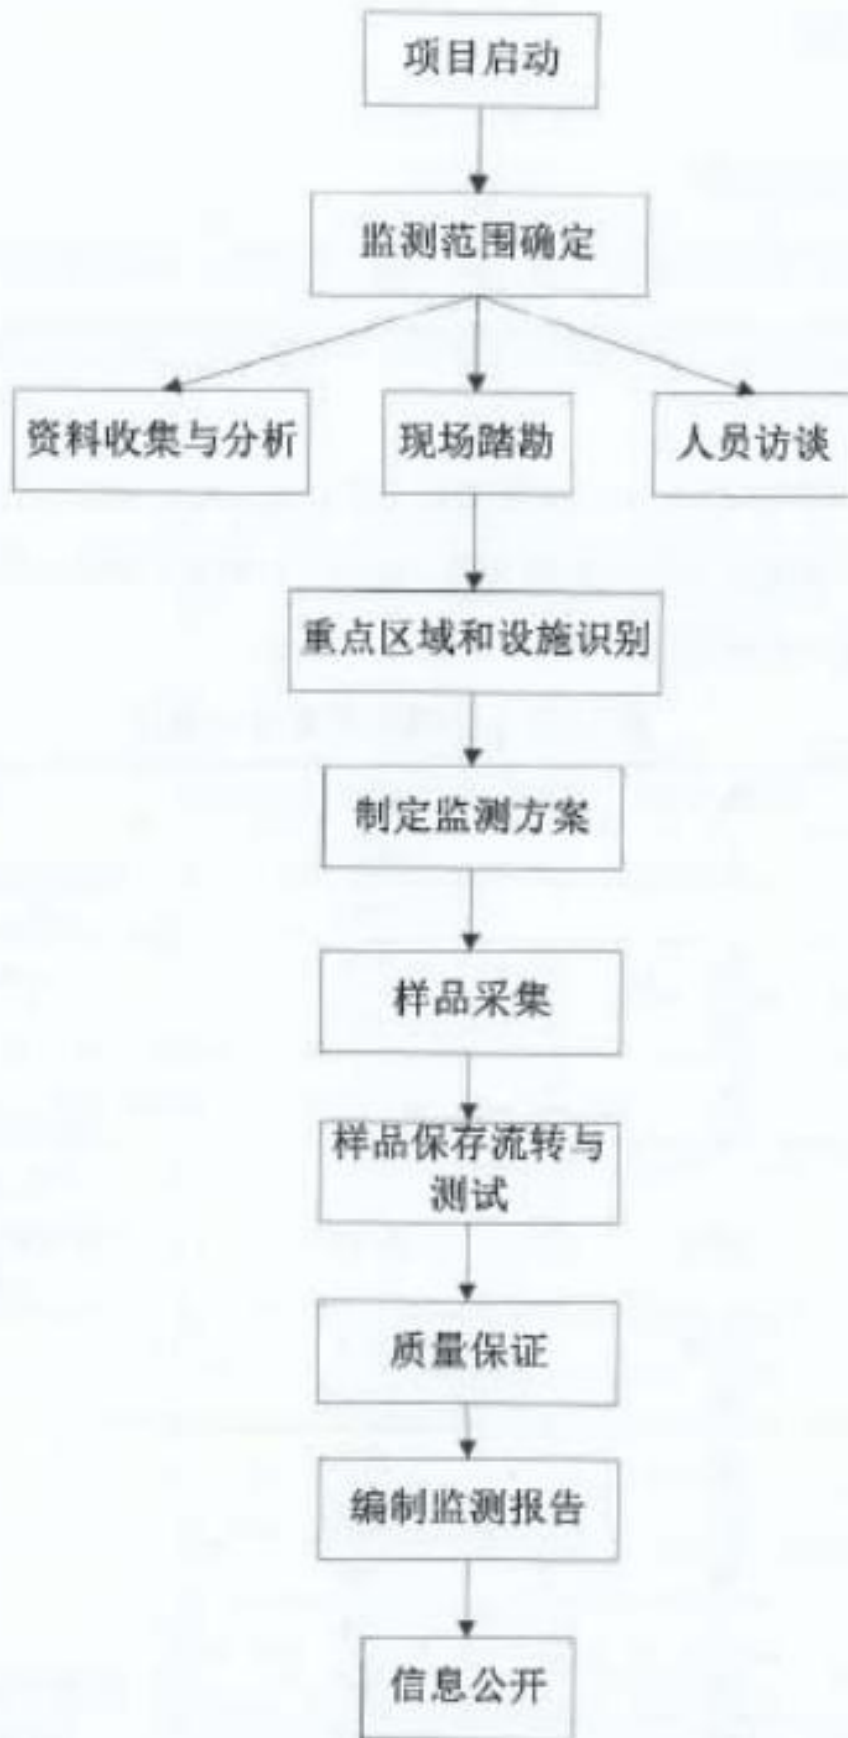 项目启动
监测范围确定
资料收集与分析
现场踏勘
人员访谈
重点区域和设施识别
制定监测方案
样品采集
样品保存流转与
测试
质量保证
编制监测报告
信息公开